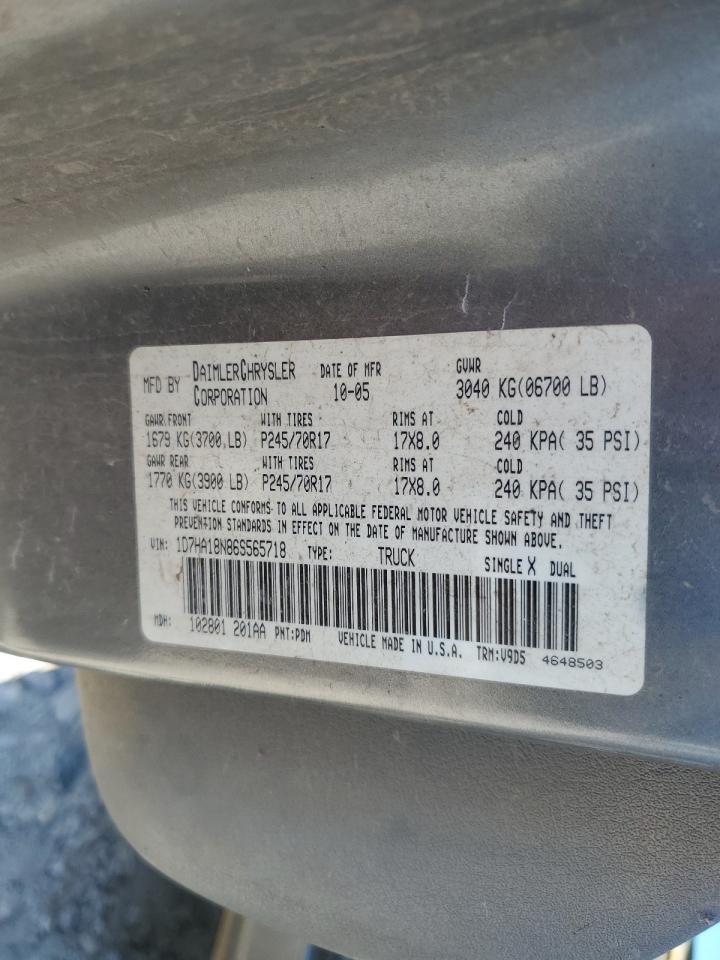 MFD BY DAIMLERCHRYSLER CORPORATION DATE OF MFR 10-05 GVWR 3040 KG(06700 LB)
GAWR FRONT WITH TIRES RIMS AT COLD
1679 KG(3700 LB) P245/70R17 17X8.0 240 KPA( 35 PSI)
GAWR REAR WITH TIRES RIMS AT COLD
1770 KG(3900 LB) P245/70R17 17X8.0 240 KPA( 35 PSI)
THIS VEHICLE CONFORMS TO ALL APPLICABLE FEDERAL MOTOR VEHICLE SAFETY AND THEFT
PREVENTION STANDARDS IN EFFECT ON THE DATE OF MANUFACTURE SHOWN ABOVE.
VIN: 1D7HA18N86S565718 TYPE: TRUCK SINGLE X DUAL
MDH: 102801 201AA PNT:PDM VEHICLE MADE IN U.S.A. TRM:V9D5 4648503